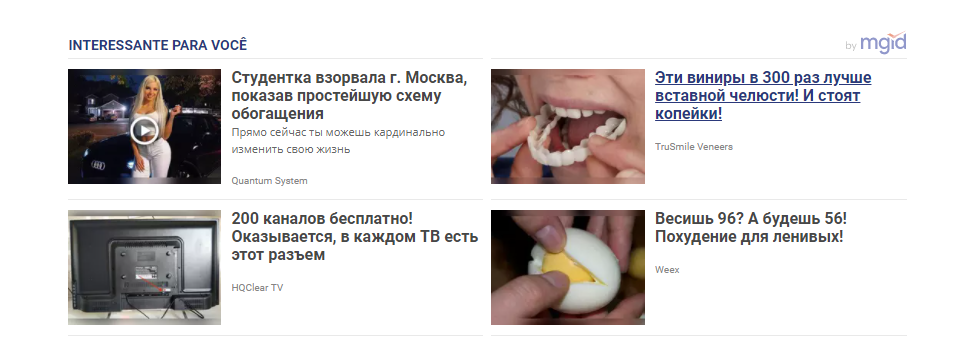 INTERESSANTE PARA VOCÊ
by mgid
Студентка взорвала г. Москва,
показав простейшую схему
обогащения
Прямо сейчас ты можешь кардинально
изменить свою жизнь
Quantum System
Эти виниры в 300 раз лучше
вставной челюсти! И стоят
копейки!
TruSmile Veneers
200 каналов бесплатно!
Оказывается, в каждом ТВ есть
этот разъем
HQClear TV
Весишь 96? А будешь 56!
Похудение для ленивых!
Weex